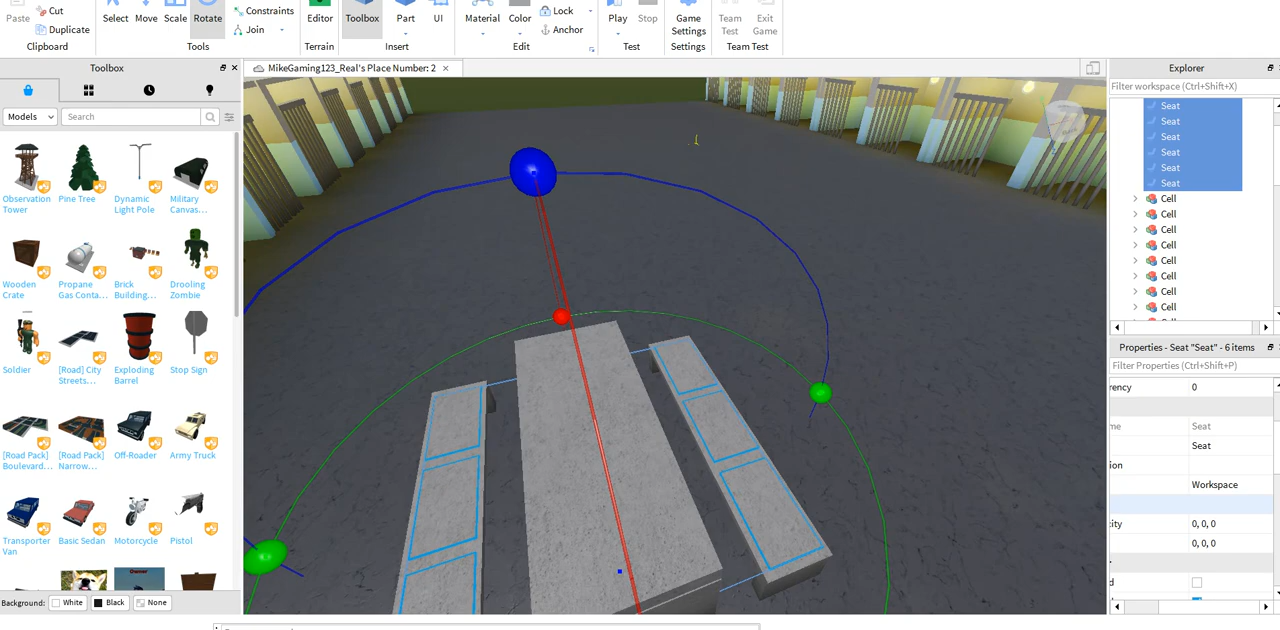 Paste
Cut
Duplicate
Clipboard
Select
Move
Scale
Rotate
Constraints
Join
Tools
Editor
Terrain
Toolbox
Part
UI
Insert
Material
Color
Lock
Anchor
Edit
Play
Stop
Test
Game
Settings
Settings
Team
Test
Exit
Game
Team Test
Toolbox
MikeGaming123_Real's Place Number: 2
Models
Search
Observation
Tower
Pine Tree
Dynamic
Light Pole
Military
Canvas...
Wooden
Crate
Propane
Gas Conta...
Brick
Building...
Drooling
Zombie
Soldier
[Road] City
Streets...
Exploding
Barrel
Stop Sign
[Road Pack]
Boulevard...
[Road Pack]
Narrow...
Off-Roader
Army Truck
Transporter
Van
Basic Sedan
Motorcycle
Pistol
Background:
White
Black
None
Explorer
Filter workspace (Ctrl+Shift+X)
Seat
Seat
Seat
Seat
Seat
Seat
Cell
Cell
Cell
Cell
Cell
Cell
Cell
Cell
Properties - Seat "Seat" - 6 items
Filter Properties (Ctrl+Shift+P)
rency 0
me Seat
Seat
ion
Workspace
city 0, 0, 0
0, 0, 0
d